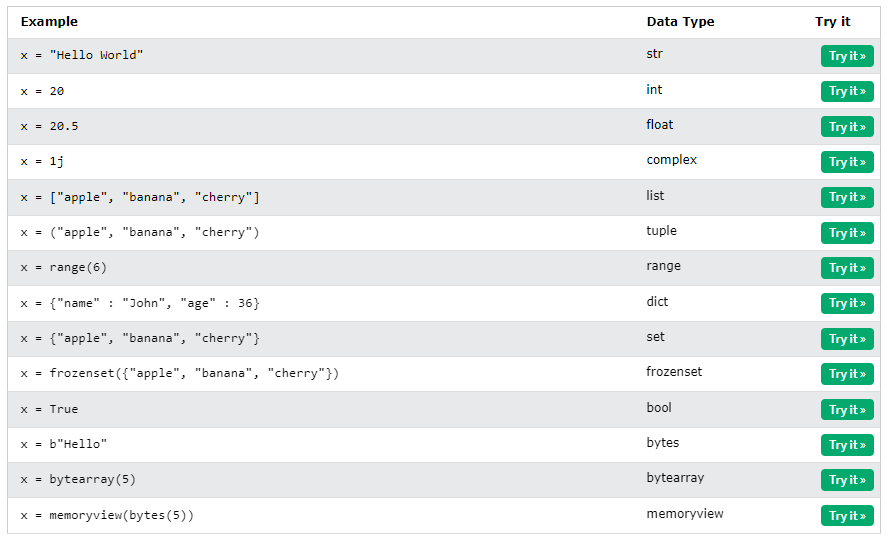 Example Data Type Try it
x = "Hello World" str Try it »
x = 20 int Try it »
x = 20.5 float Try it »
x = 1j complex Try it »
x = ["apple", "banana", "cherry"] list Try it »
x = ("apple", "banana", "cherry") tuple Try it »
x = range(6) range Try it »
x = {"name" : "John", "age" : 36} dict Try it »
x = {"apple", "banana", "cherry"} set Try it »
x = frozenset({"apple", "banana", "cherry"}) frozenset Try it »
x = True bool Try it »
x = b"Hello" bytes Try it »
x = bytearray(5) bytearray Try it »
x = memoryview(bytes(5)) memoryview Try it »